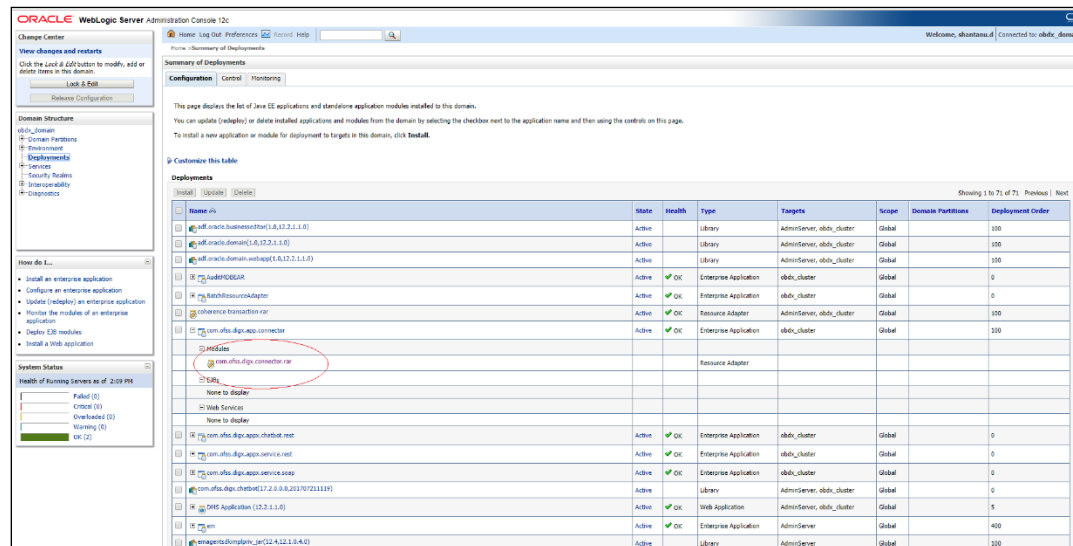 ORACLE WebLogic Server Administration Console 12c
Change Center
View changes and restarts
Click the Lock & Edit button to modify, add or
delete items in this domain.
Lock & Edit
Release Configuration
Domain Structure
obdx_domain
Domain Partitions
Environment
Deployments
Services
Security Realms
Interoperability
Diagnostics
How do I...
Install an enterprise application
Configure an enterprise application
Update (redeploy) an enterprise application
Monitor the modules of an enterprise
application
Deploy EJB modules
Install a Web application
System Status
Health of Running Servers as of 2:09 PM
Failed (0)
Critical (0)
Overloaded (0)
Warning (0)
OK (2)
Home Log Out Preferences Record Help
Welcome, shantanu.d Connected to: obdx_doma
Home >Summary of Deployments
Summary of Deployments
Configuration Control Monitoring
This page displays the list of Java EE applications and standalone application modules installed to this domain.
You can update (redeploy) or delete installed applications and modules from the domain by selecting the checkbox next to the application name and then using the controls on this page.
To install a new application or module for deployment to targets in this domain, click Install.
Customize this table
Deployments
Install Update Delete Showing 1 to 71 of 71 Previous | Next
Name State Health Type Targets Scope Domain Partitions Deployment Order
adf.oracle.businesseditor(1.0,12.2.1.1.0) Active Library AdminServer, obdx_cluster Global 100
adf.oracle.domain(1.0,12.2.1.1.0) Active Library AdminServer, obdx_cluster Global 100
adf.oracle.domain.webapp(1.0,12.2.1.1.0) Active Library AdminServer, obdx_cluster Global 100
AuditMDBEAR Active OK Enterprise Application obdx_cluster Global 0
BatchResourceAdapter Active OK Enterprise Application obdx_cluster Global 0
coherence-transaction-rar Active OK Resource Adapter AdminServer, obdx_cluster Global 100
com.ofss.digx.app.connector Active OK Enterprise Application obdx_cluster Global 100
Modules
com.ofss.digx.connector.rar Resource Adapter
EJBs
None to display
Web Services
None to display
com.ofss.digx.appx.chatbot.rest Active OK Enterprise Application obdx_cluster Global 0
com.ofss.digx.appx.service.rest Active OK Enterprise Application obdx_cluster Global 0
com.ofss.digx.appx.service.soap Active OK Enterprise Application obdx_cluster Global 0
com.ofss.digx.chatbot(17.2.0.0.0,201707211119) Active Library AdminServer, obdx_cluster Global 0
DMS Application (12.2.1.1.0) Active OK Web Application AdminServer, obdx_cluster Global 5
em Active OK Enterprise Application AdminServer Global 400
emagentsdkimplpriv_jar(12.4,12.1.0.4.0) Active Library AdminServer Global 100